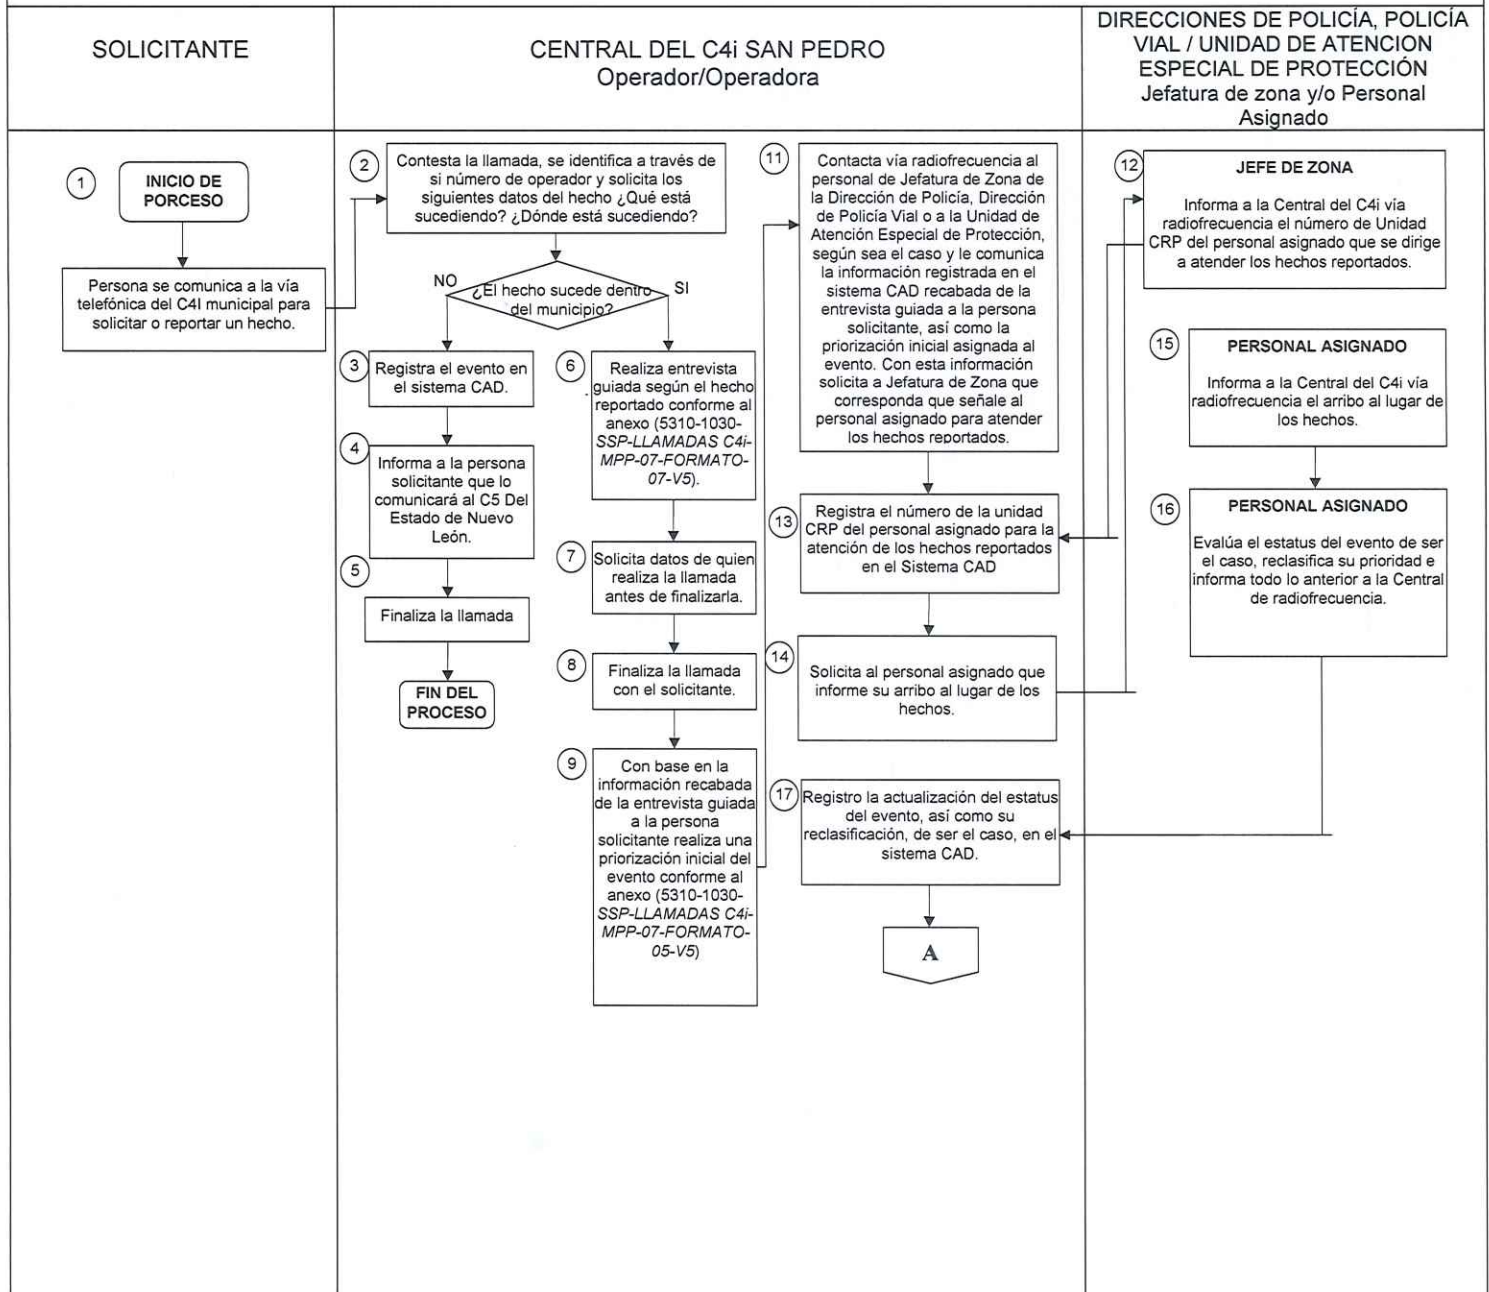 SOLICITANTE
CENTRAL DEL C4i SAN PEDRO
Operador/Operadora
DIRECCIONES DE POLICÍA, POLICÍA
VIAL / UNIDAD DE ATENCION
ESPECIAL DE PROTECCIÓN
Jefatura de zona y/o Personal
Asignado
1
INICIO DE
PORCESO
Persona se comunica a la vía
telefónica del C4I municipal para
solicitar o reportar un hecho.
2
Contesta la llamada, se identifica a través de
si número de operador y solicita los
siguientes datos del hecho ¿Qué está
sucediendo? ¿Dónde está sucediendo?
NO
¿El hecho sucede dentro
del municipio?
SI
3
Registra el evento en
el sistema CAD.
4
Informa a la persona
solicitante que lo
comunicará al C5 Del
Estado de Nuevo
León.
5
Finaliza la llamada
FIN DEL
PROCESO
6
Realiza entrevista
guiada según el hecho
reportado conforme al
anexo (5310-1030-
SSP-LLAMADAS C4i-
MPP-07-FORMATO-
07-V5).
7
Solicita datos de quien
realiza la llamada
antes de finalizarla.
8
Finaliza la llamada
con el solicitante.
9
Con base en la
información recabada
de la entrevista guiada
a la persona
solicitante realiza una
priorización inicial del
evento conforme al
anexo (5310-1030-
SSP-LLAMADAS C4i-
MPP-07-FORMATO-
05-V5)
11
Contacta vía radiofrecuencia al
personal de Jefatura de Zona de
la Dirección de Policía, Dirección
de Policía Vial o a la Unidad de
Atención Especial de Protección,
según sea el caso y le comunica
la información registrada en el
sistema CAD recabada de la
entrevista guiada a la persona
solicitante, así como la
priorización inicial asignada al
evento. Con esta información
solicita a Jefatura de Zona que
corresponda que señale al
personal asignado para atender
los hechos reportados.
13
Registra el número de la unidad
CRP del personal asignado para la
atención de los hechos reportados
en el Sistema CAD
14
Solicita al personal asignado que
informe su arribo al lugar de los
hechos.
17
Registro la actualización del estatus
del evento, así como su
reclasificación, de ser el caso, en el
sistema CAD.
A
12
JEFE DE ZONA
Informa a la Central del C4i vía
radiofrecuencia el número de Unidad
CRP del personal asignado que se dirige
a atender los hechos reportados.
15
PERSONAL ASIGNADO
Informa a la Central del C4i vía
radiofrecuencia el arribo al lugar de
los hechos.
16
PERSONAL ASIGNADO
Evalúa el estatus del evento de ser
el caso, reclasifica su prioridad e
informa todo lo anterior a la Central
de radiofrecuencia.